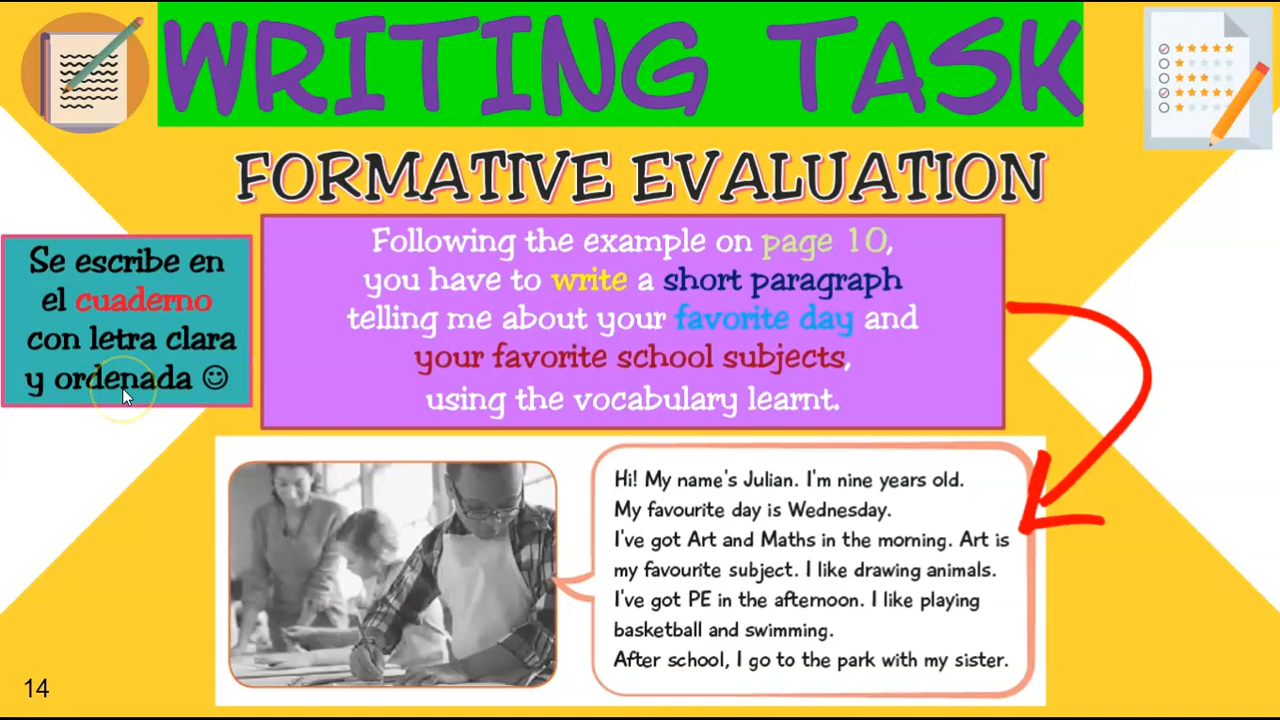 WRITING TASK
FORMATIVE EVALUATION
Se escribe en
el cuaderno
con letra clara
y ordenada ☺
Following the example on page 10,
you have to write a short paragraph
telling me about your favorite day and
your favorite school subjects,
using the vocabulary learnt.
Hi! My name's Julian. I'm nine years old.
My favourite day is Wednesday.
I've got Art and Maths in the morning. Art is
my favourite subject. I like drawing animals.
I've got PE in the afternoon. I like playing
basketball and swimming.
After school, I go to the park with my sister.
14